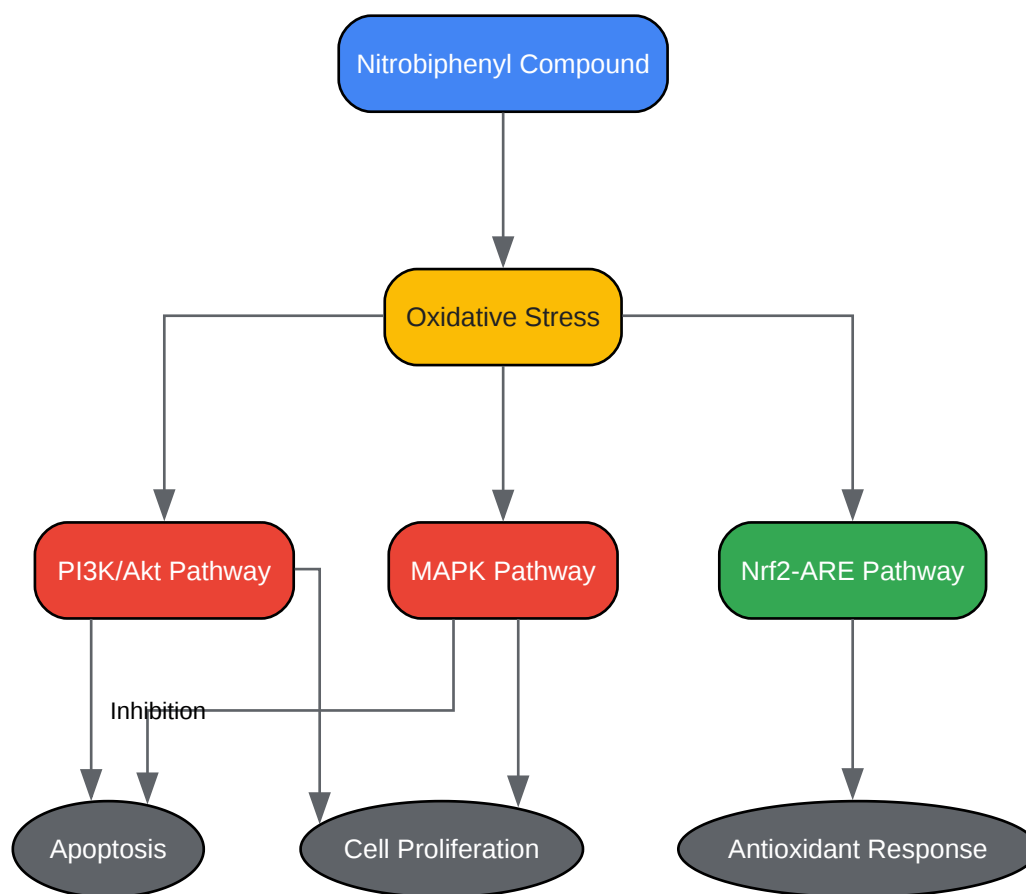 Nitrobiphenyl Compound
Oxidative Stress
PI3K/Akt Pathway
MAPK Pathway
Nrf2-ARE Pathway
Inhibition
Apoptosis
Cell Proliferation
Antioxidant Response